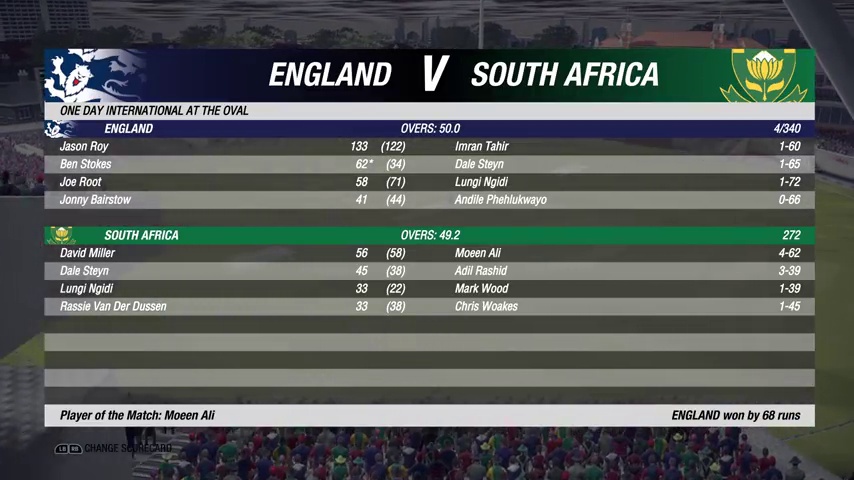 ENGLAND V SOUTH AFRICA
ONE DAY INTERNATIONAL AT THE OVAL
ENGLAND OVERS: 50.0 4/340
Jason Roy 133 (122) Imran Tahir 1-60
Ben Stokes 62* (34) Dale Steyn 1-65
Joe Root 58 (71) Lungi Ngidi 1-72
Jonny Bairstow 41 (44) Andile Phehlukwayo 0-66
SOUTH AFRICA OVERS: 49.2 272
David Miller 56 (58) Moeen Ali 4-62
Dale Steyn 45 (38) Adil Rashid 3-39
Lungi Ngidi 33 (22) Mark Wood 1-39
Rassie Van Der Dussen 33 (38) Chris Woakes 1-45
Player of the Match: Moeen Ali ENGLAND won by 68 runs
LB RB CHANGE SCORECARD